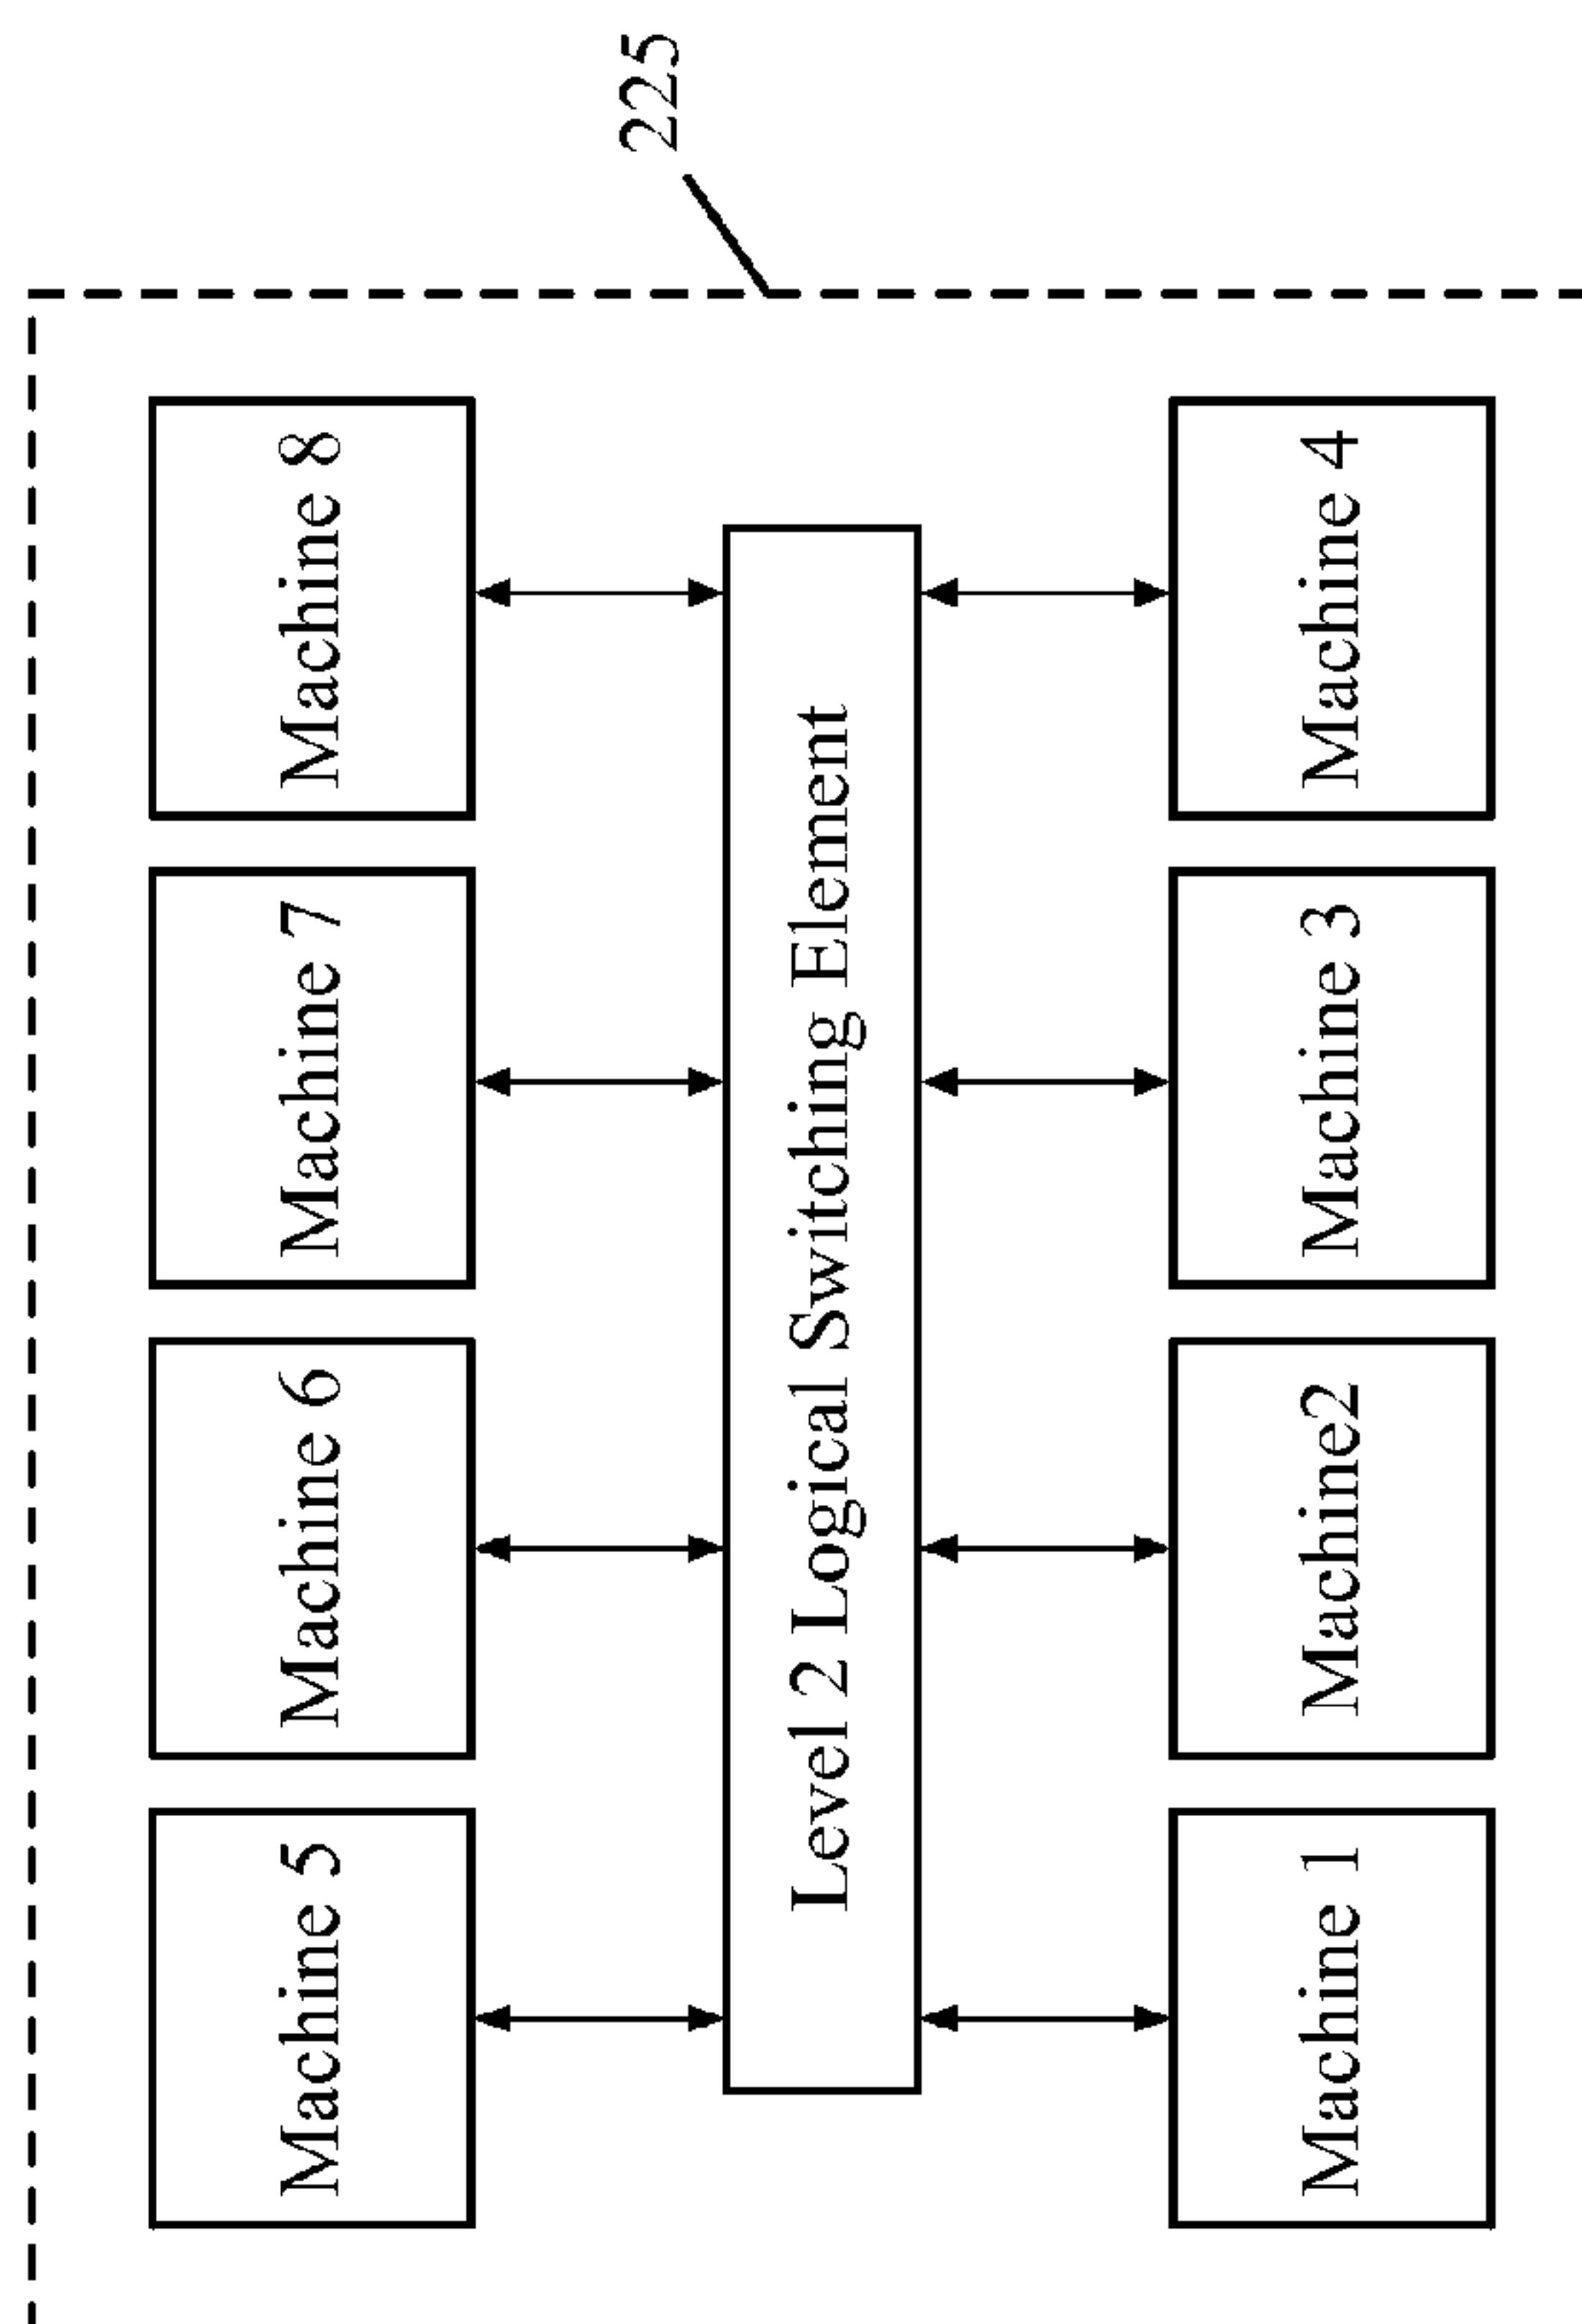 225
Machine 5
Machine 6
Machine 7
Machine 8
Level 2 Logical Switching Element
Machine 1
Machine2
Machine 3
Machine 4